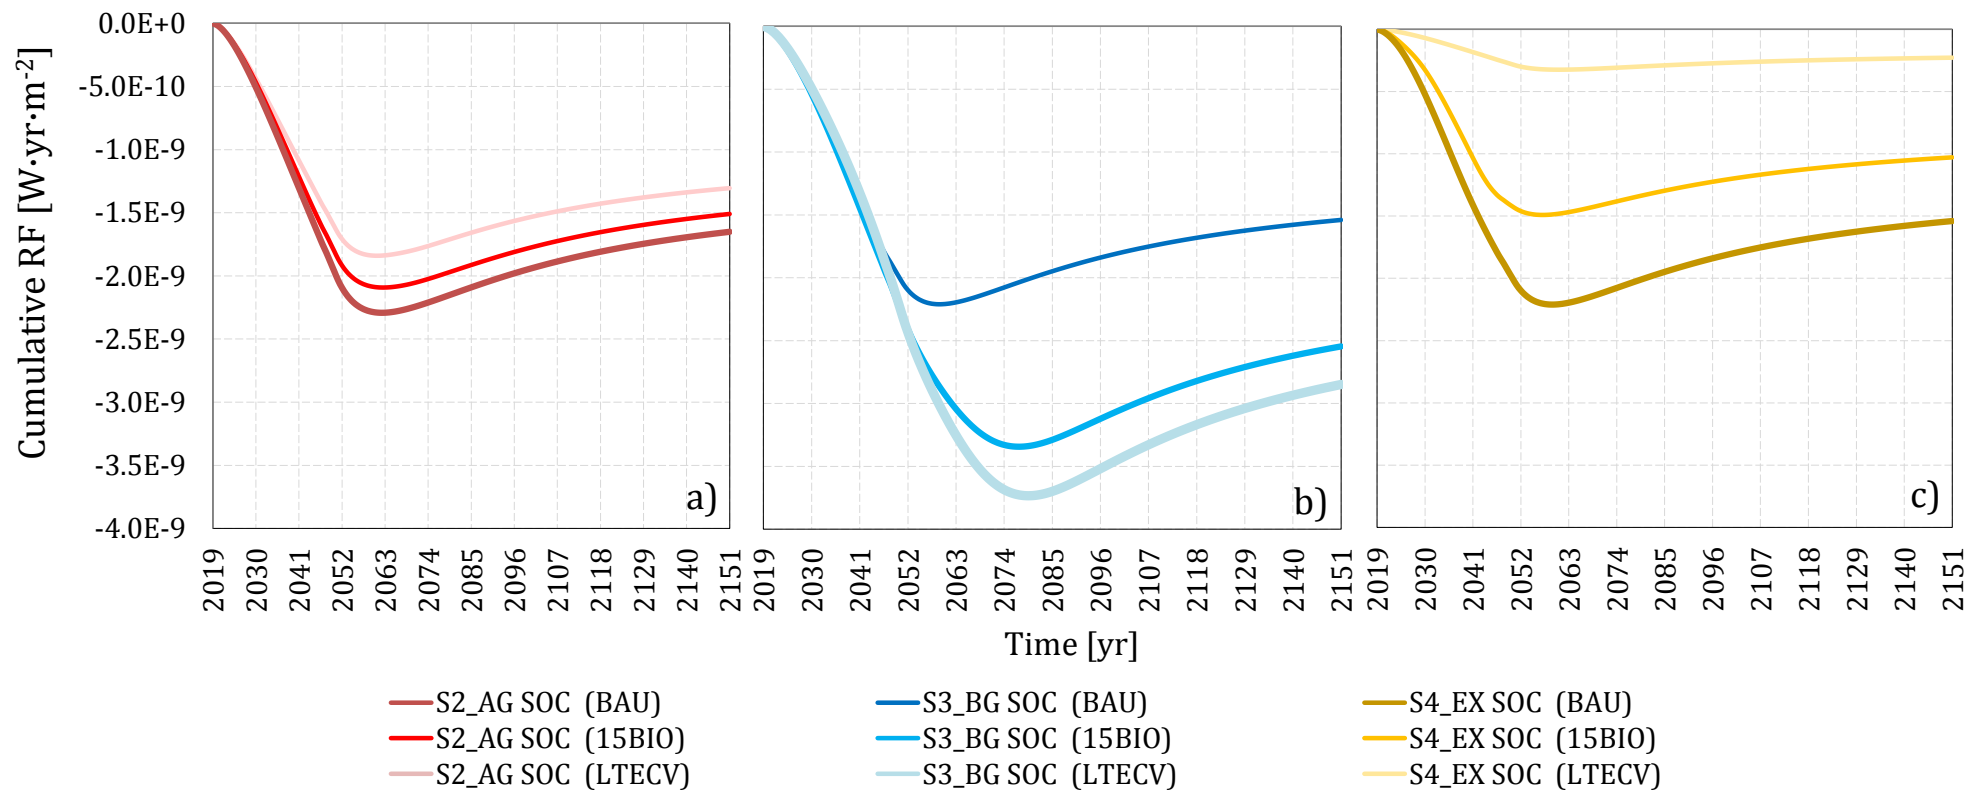 Cumulative RF [W·yr·m-2]
0.0E+0
-5.0E-10
-1.0E-9
-1.5E-9
-2.0E-9
-2.5E-9
-3.0E-9
-3.5E-9
-4.0E-9
a)
b)
c)
2019 2030 2041 2052 2063 2074 2085 2096 2107 2118 2129 2140 2151
2019 2030 2041 2052 2063 2074 2085 2096 2107 2118 2129 2140 2151
2019 2030 2041 2052 2063 2074 2085 2096 2107 2118 2129 2140 2151
Time [yr]
S2_AG SOC (BAU)
S3_BG SOC (BAU)
S4_EX SOC (BAU)
S2_AG SOC (15BIO)
S3_BG SOC (15BIO)
S4_EX SOC (15BIO)
S2_AG SOC (LTECV)
S3_BG SOC (LTECV)
S4_EX SOC (LTECV)